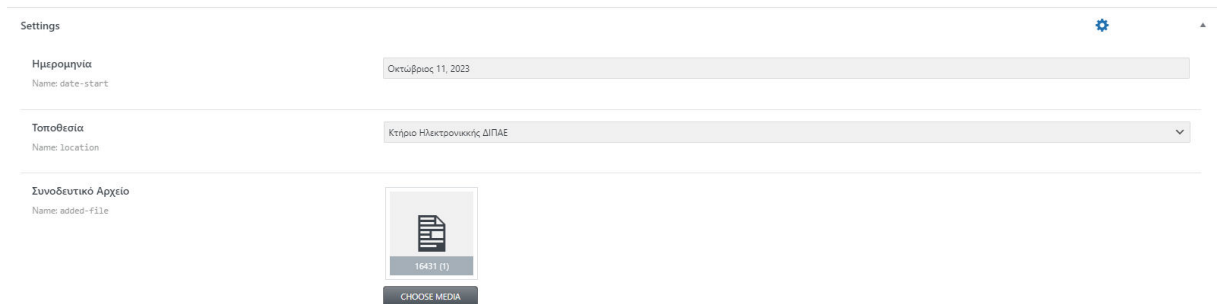 Settings
Ημερομηνία
Name: date-start
Οκτώβριος 11, 2023
Τοποθεσία
Name: location
Κτήριο Ηλεκτρονικκής ΔΙΠΑΕ
Συνοδευτικό Αρχείο
Name: added-file
16431 (1)
CHOOSE MEDIA